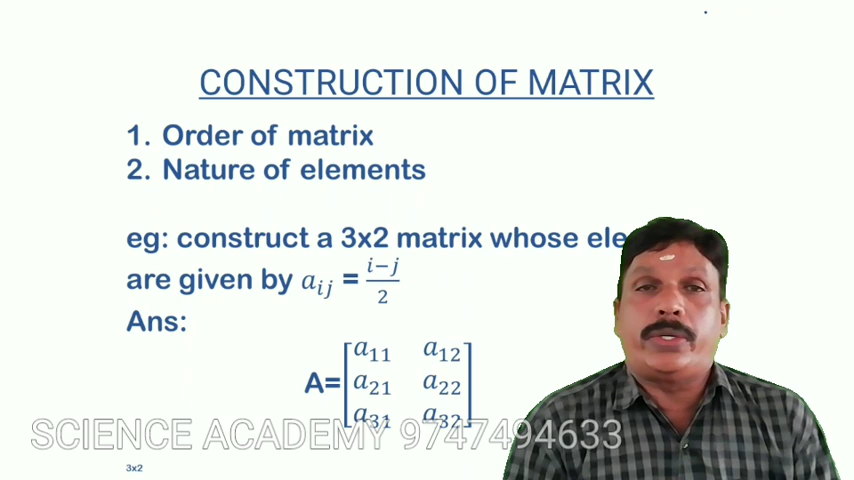 CONSTRUCTION OF MATRIX
1. Order of matrix
2. Nature of elements
eg: construct a 3x2 matrix whose ele
are given by aᵢⱼ = (i−j)/2
Ans:
A= [a₁₁ a₁₂
a₂₁ a₂₂
a₃₁ a₃₂]
SCIENCE ACADEMY 9747494633
3x2